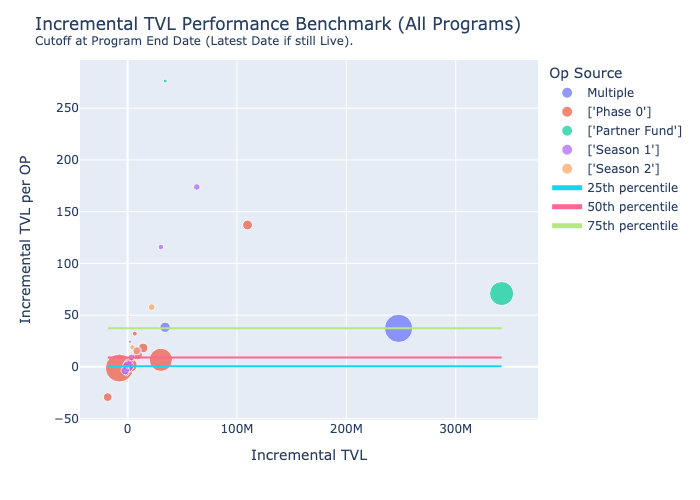 Incremental TVL Performance Benchmark (All Programs)
Cutoff at Program End Date (Latest Date if still Live).
Incremental TVL per OP
250
200
150
100
50
0
−50
0
100M
200M
300M
Incremental TVL
Op Source
Multiple
['Phase 0']
['Partner Fund']
['Season 1']
['Season 2']
25th percentile
50th percentile
75th percentile